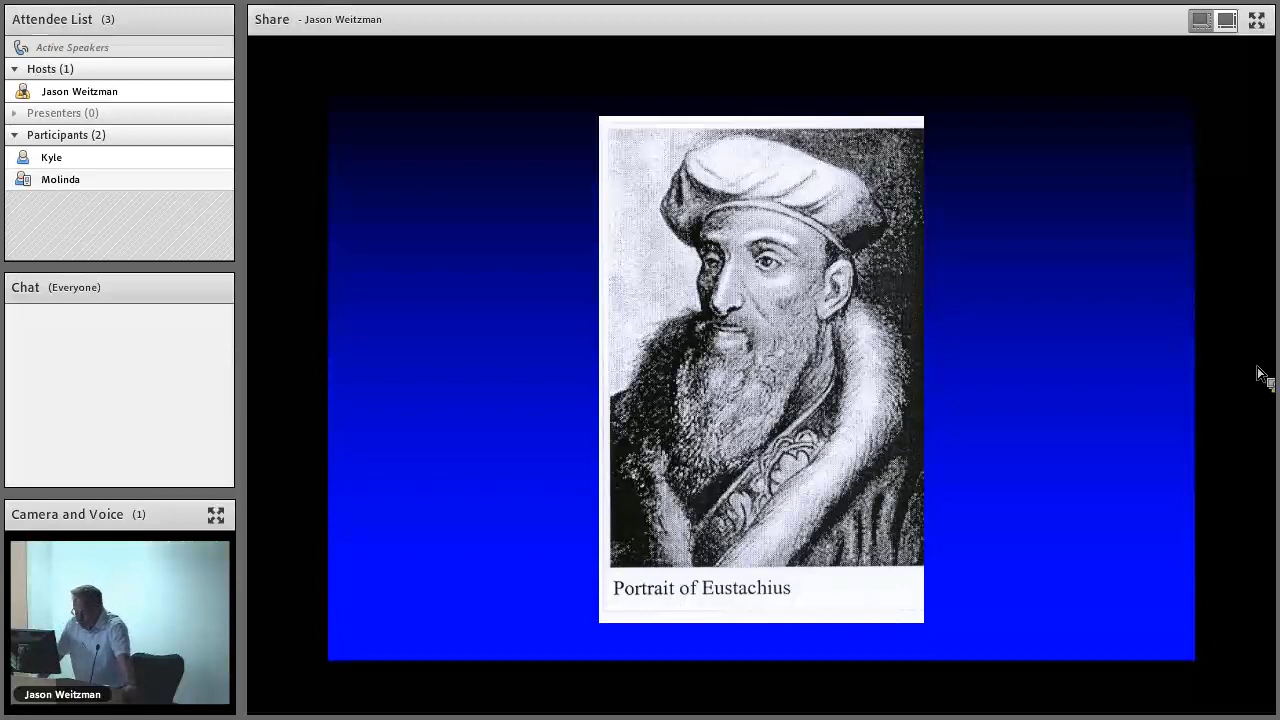 Attendee List (3)
Active Speakers
Hosts (1)
Jason Weitzman
Presenters (0)
Participants (2)
Kyle
Molinda
Chat (Everyone)
Camera and Voice (1)
Jason Weitzman
Share - Jason Weitzman
Portrait of Eustachius